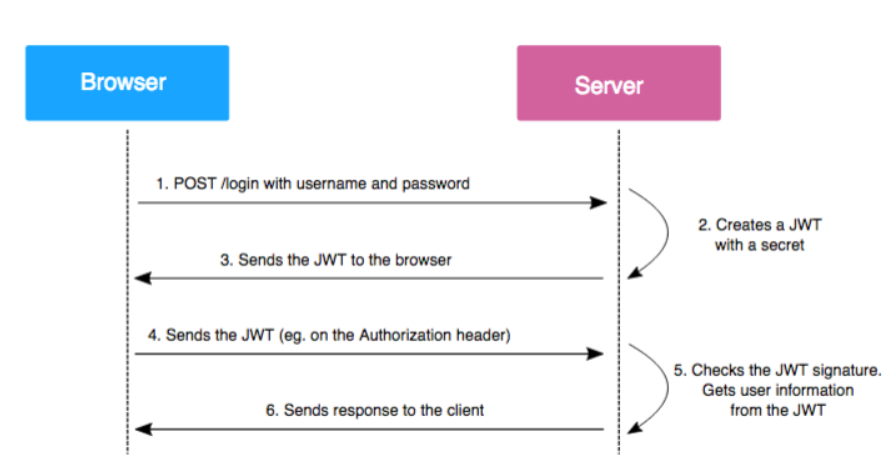 Browser
Server
1. POST /login with username and password
2. Creates a JWT
with a secret
3. Sends the JWT to the browser
4. Sends the JWT (eg. on the Authorization header)
5. Checks the JWT signature.
Gets user information
from the JWT
6. Sends response to the client